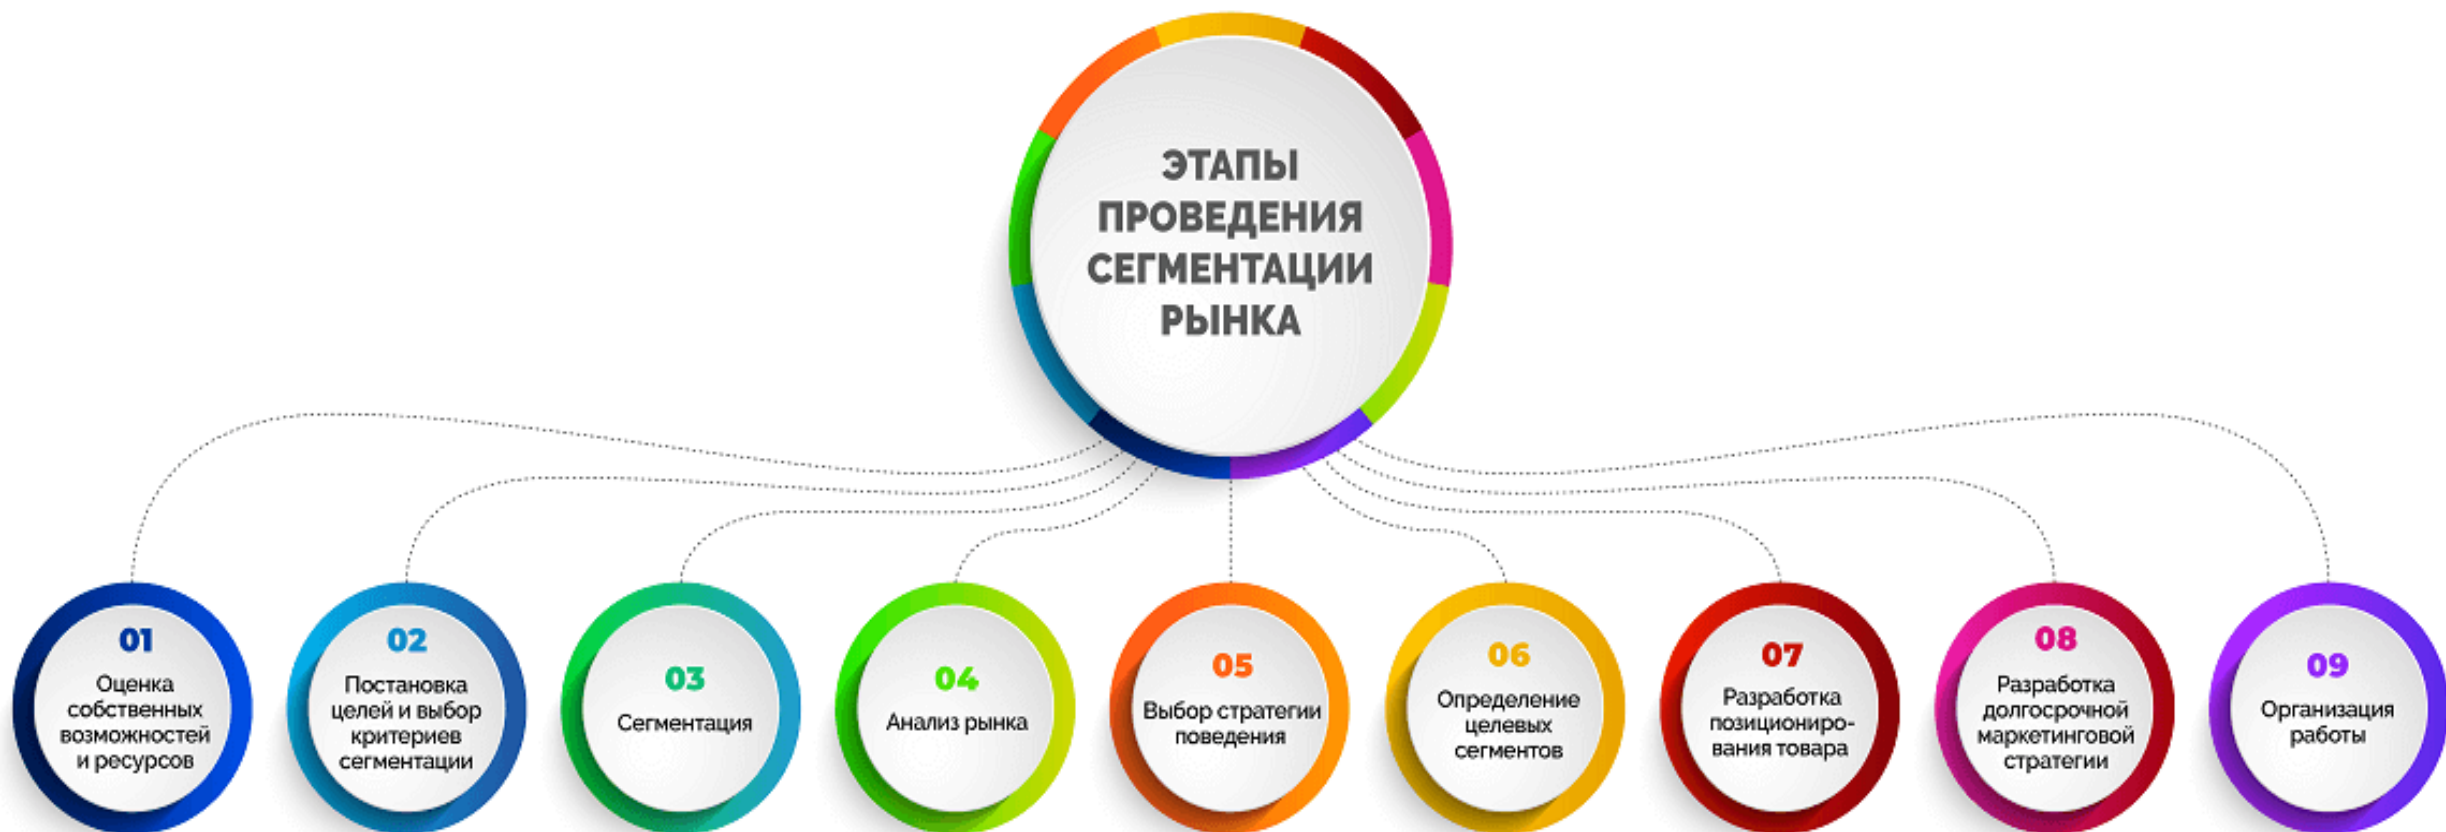 ЭТАПЫ
ПРОВЕДЕНИЯ
СЕГМЕНТАЦИИ
РЫНКА
01
Оценка
собственных
возможностей
и ресурсов
02
Постановка
целей и выбор
критериев
сегментации
03
Сегментация
04
Анализ рынка
05
Выбор стратегии
поведения
06
Определение
целевых
сегментов
07
Разработка
позициониро-
вания товара
08
Разработка
долгосрочной
маркетинговой
стратегии
09
Организация
работы